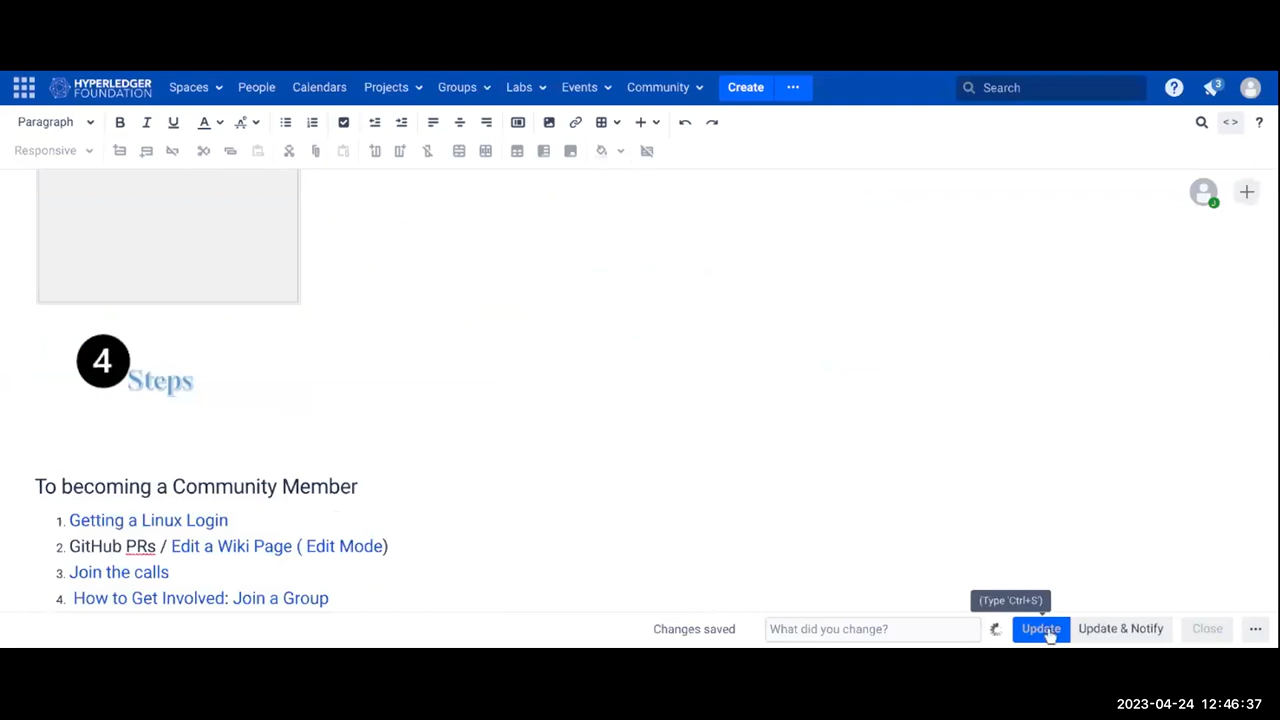 HYPERLEDGER
FOUNDATION
Spaces People Calendars Projects Groups Labs Events Community Create ... Search 3
Paragraph B I U A <> ?
Responsive
J
4
Steps
To becoming a Community Member
1. Getting a Linux Login
2. GitHub PRs / Edit a Wiki Page ( Edit Mode)
3. Join the calls
4. How to Get Involved: Join a Group
(Type 'Ctrl+S')
Changes saved What did you change? Update Update & Notify Close ...
2023-04-24 12:46:37